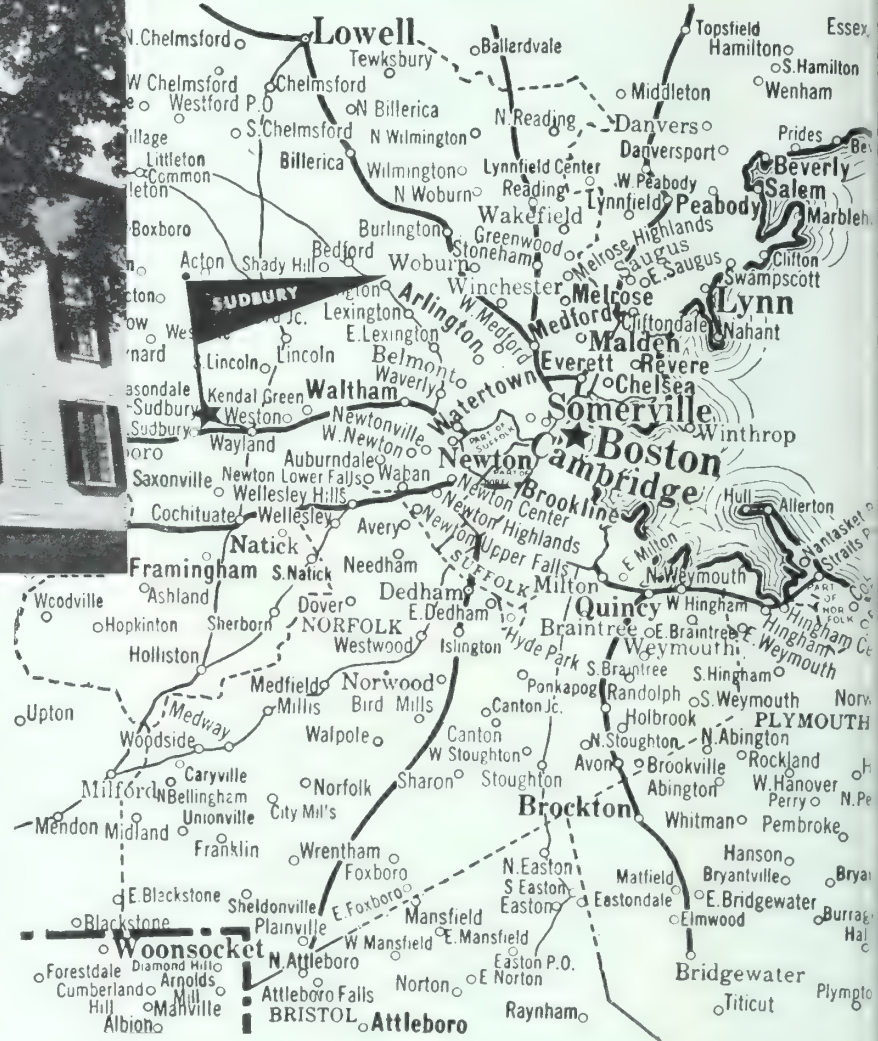 N. Chelmsford
Lowell
Tewksbury
Ballerdvale
Topsfield
Hamilton
Essex
S. Hamilton
Wenham
W Chelmsford
Chelmsford
Westford P.O
N Billerica
Middleton
N. Reading
Danvers
S. Chelmsford
N Wilmington
Danversport
Prides
Littleton
Common
Billerica
Wilmington
Lynnfield Center
W. Peabody
Beverly
Salem
N Woburn
Reading
Lynnfield
Peabody
Wakefield
Boxboro
Burlington
Greenwood
Melrose Highlands
Stoneham
Saugus
E. Saugus
Clifton
Acton
Shady Hill
Bedford
Woburn
Swampscott
SUDBURY
Winchester
Melrose
Lynn
Lexington
Arlington
W. Medford
Medford
Cliftondale
Nahant
E. Lexington
Malden
S. Lincoln
Lincoln
Belmont
Waverly
Everett
Revere
Chelsea
Kendal Green
Waltham
Watertown
Sudbury
Weston
Newtonville
Somerville
Winthrop
Wayland
W. Newton
PART OF
SUFFOLK
Boston
Cambridge
Auburndale
Newton
Saxonville
Newton Lower Falls
Waban
Newton Center
Brookline
Wellesley Hills
Newton Highlands
Hull
Allerton
Cochituate
Wellesley
Avery
Newton Upper Falls
Nantasket
Natick
E Milton
Framingham
S. Natick
Needham
SUFFOLK
Milton
N. Weymouth
PART
OF
NOR
FOLK
Ashland
Dedham
Quincy
W Hingham
Hingham
Woodville
Dover
E. Dedham
Hopkinton
Sherborn
NORFOLK
Braintree
E. Braintree
E. Weymouth
Westwood
Islington
Hyde Park
Weymouth
Holliston
S. Braintree
S. Hingham
Medfield
Norwood
Ponkapog
Randolph
S. Weymouth
Upton
Medway
Millis
Bird Mills
Canton Jc.
Holbrook
PLYMOUTH
Woodside
Walpole
Canton
N. Stoughton
N. Abington
W Stoughton
Avon
Brookville
Rockland
Caryville
Milford
N Bellingham
Norfolk
Sharon
Stoughton
Abington
W. Hanover
Perry
City Mil's
Brockton
Mendon
Midland
Unionville
Whitman
Pembroke
Franklin
Wrentham
Foxboro
Hanson
N. Easton
Matfield
Bryantville
E. Blackstone
Sheldonville
E. Foxboro
S Easton
Easton
Eastondale
E. Bridgewater
Blackstone
Plainville
Mansfield
Elmwood
Woonsocket
W Mansfield
E. Mansfield
N. Attleboro
Easton P.O.
Forestdale
Diamond Hill
Bridgewater
Cumberland
Hill
Arnolds
Mill
Attleboro Falls
Norton
E Norton
Manville
BRISTOL
Attleboro
Raynham
Titicut
Albion